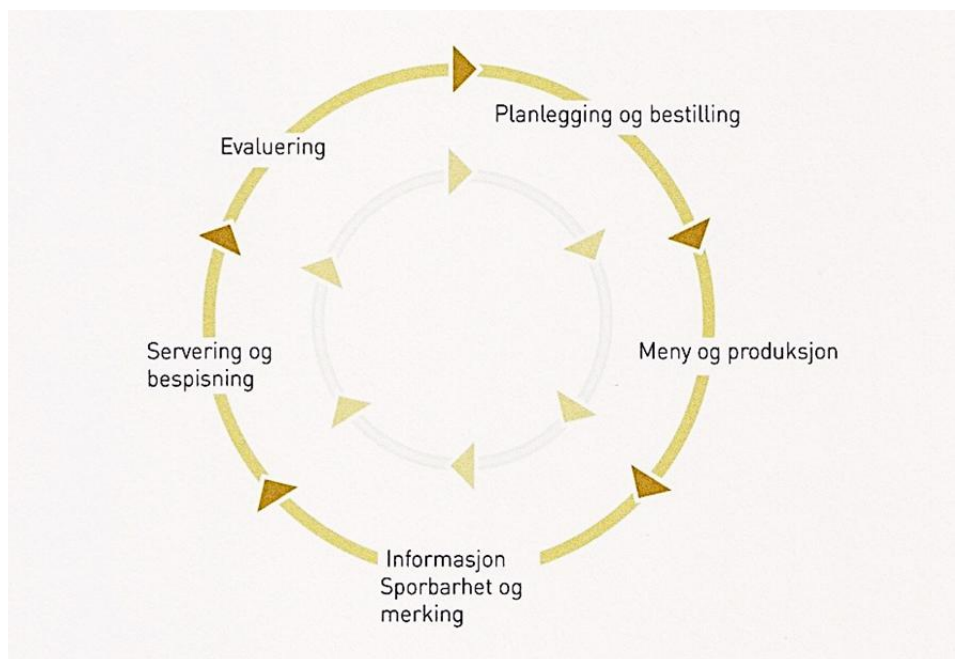 Planlegging og bestilling
Meny og produksjon
Informasjon
Sporbarhet og
merking
Servering og
bespisning
Evaluering